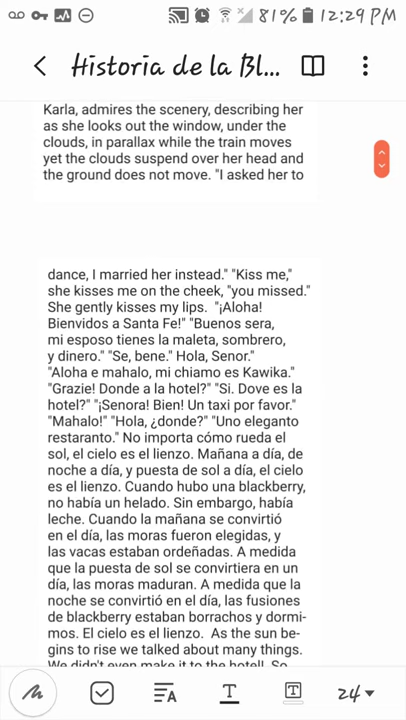 81% 12:29 PM
Historia de la Bl...
Karla, admires the scenery, describing her
as she looks out the window, under the
clouds, in parallax while the train moves
yet the clouds suspend over her head and
the ground does not move. "I asked her to
dance, I married her instead." "Kiss me,"
she kisses me on the cheek, "you missed."
She gently kisses my lips.  "¡Aloha!
Bienvidos a Santa Fe!" "Buenos sera,
mi esposo tienes la maleta, sombrero,
y dinero." "Se, bene." Hola, Senor."
"Aloha e mahalo, mi chiamo es Kawika."
"Grazie! Donde a la hotel?" "Si. Dove es la
hotel?" "¡Senora! Bien! Un taxi por favor."
"Mahalo!" "Hola, ¿donde?" "Uno eleganto
restaranto." No importa cómo rueda el
sol, el cielo es el lienzo. Mañana a día, de
noche a día, y puesta de sol a día, el cielo
es el lienzo. Cuando hubo una blackberry,
no había un helado. Sin embargo, había
leche. Cuando la mañana se convirtió
en el día, las moras fueron elegidas, y
las vacas estaban ordeñadas. A medida
que la puesta de sol se convirtiera en un
día, las moras maduran. A medida que la
noche se convirtió en el día, las fusiones
de blackberry estaban borrachos y dormi-
mos. El cielo es el lienzo.  As the sun be-
gins to rise we talked about many things.
We didn't even make it to the hotel! So
T
T
24